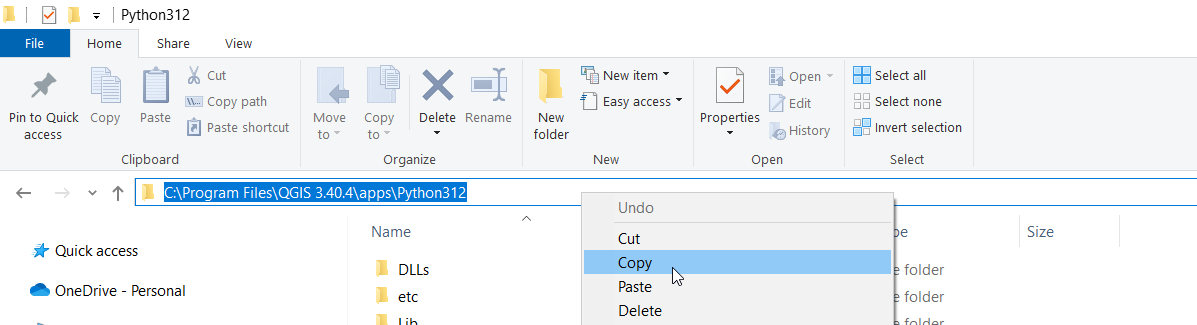 Python312
File Home Share View
Pin to Quick access
Copy
Paste
Cut
Copy path
Paste shortcut
Clipboard
Move to
Copy to
Delete
Rename
Organize
New folder
New item
Easy access
New
Properties
Open
Edit
History
Open
Select all
Select none
Invert selection
Select
C:\Program Files\QGIS 3.40.4\apps\Python312
Undo
Cut
Copy
Paste
Delete
Quick access
OneDrive - Personal
Name
Size
DLLs
folder
etc
folder
Lib